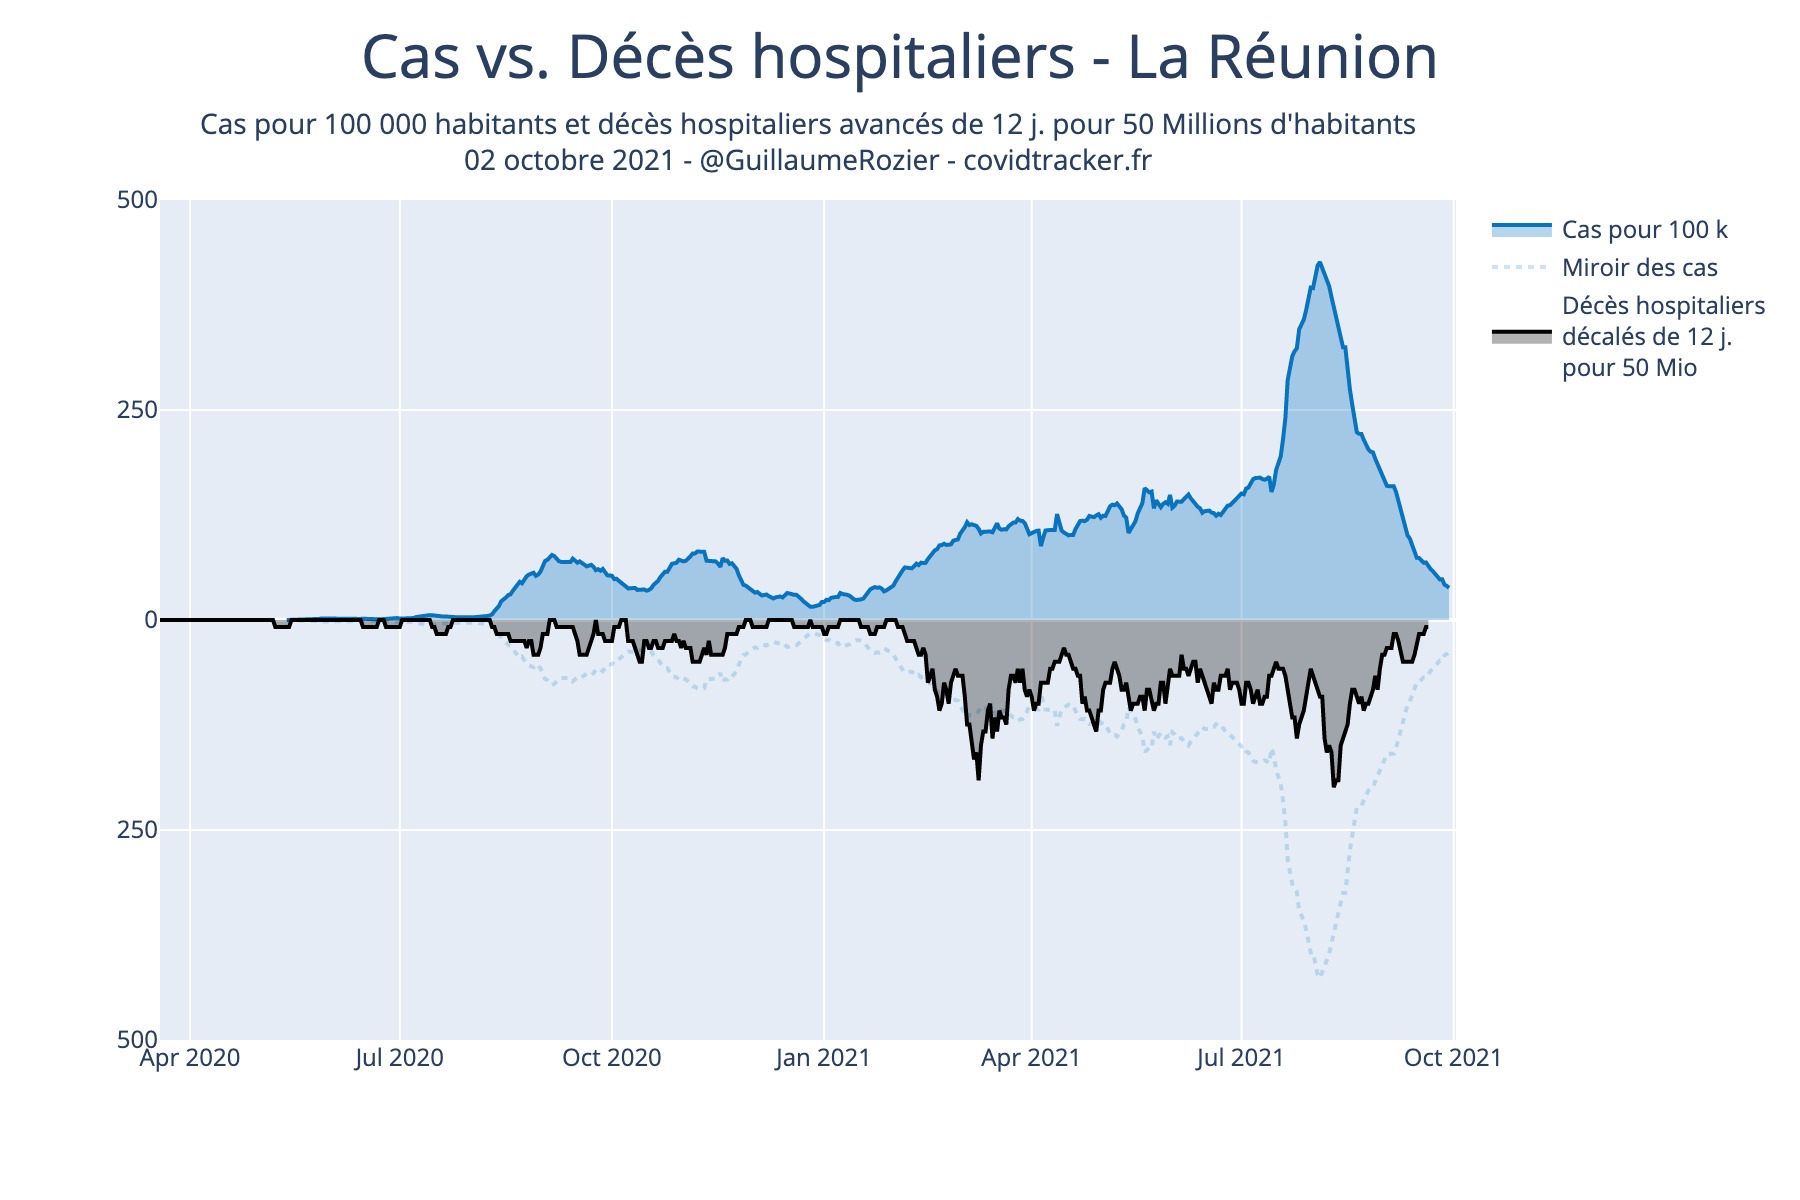 Cas vs. Décès hospitaliers - La Réunion
Cas pour 100 000 habitants et décès hospitaliers avancés de 12 j. pour 50 Millions d'habitants
02 octobre 2021 - @GuillaumeRozier - covidtracker.fr
500
250
0
250
500
Apr 2020
Jul 2020
Oct 2020
Jan 2021
Apr 2021
Jul 2021
Oct 2021
Cas pour 100 k
Miroir des cas
Décès hospitaliers
décalés de 12 j.
pour 50 Mio